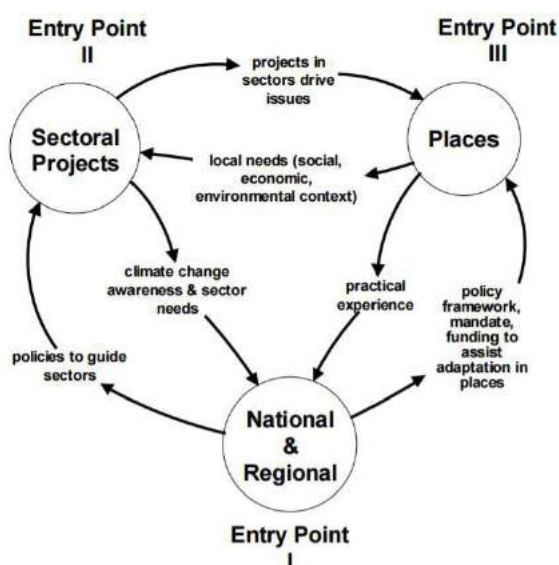 Entry Point
II
Entry Point
III
projects in
sectors drive
issues
Sectoral
Projects
Places
local needs (social,
economic,
environmental context)
climate change
awareness & sector
needs
practical
experience
policy
framework,
mandate,
funding to
assist
adaptation in
places
policies to guide
sectors
National
&
Regional
Entry Point
I